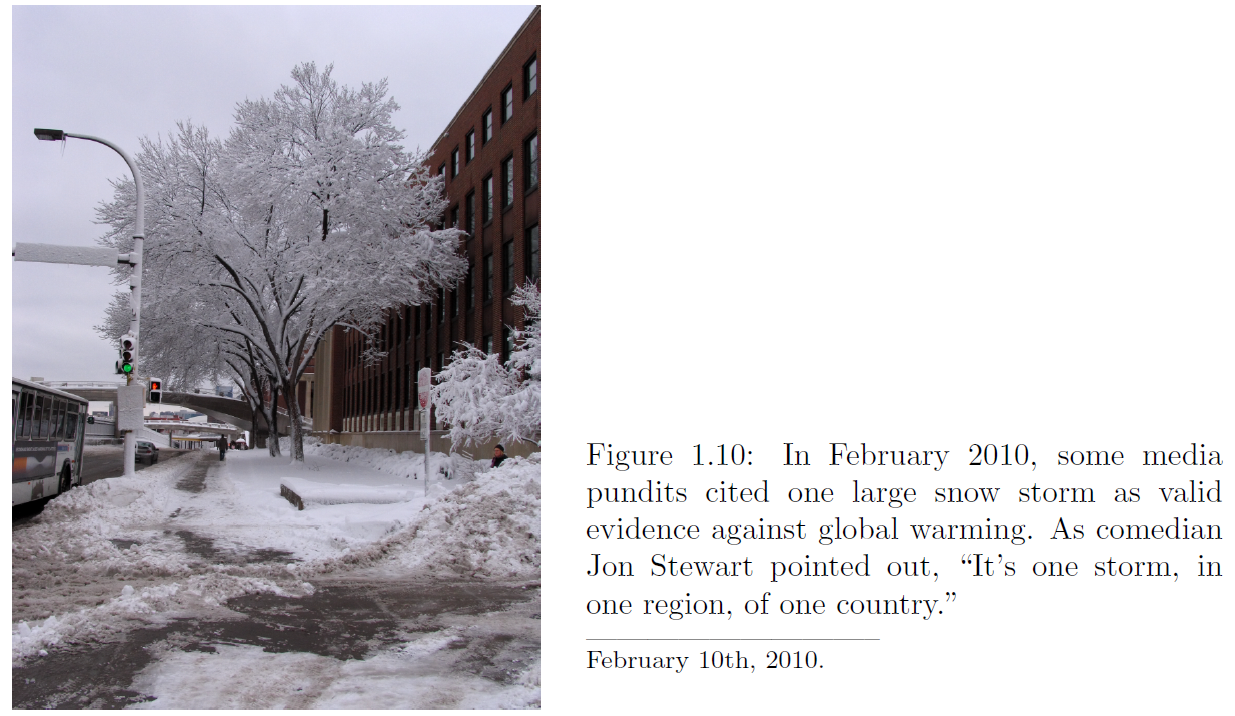 Figure 1.10: In February 2010, some media
pundits cited one large snow storm as valid
evidence against global warming. As comedian
Jon Stewart pointed out, “It’s one storm, in
one region, of one country.”
February 10th, 2010.